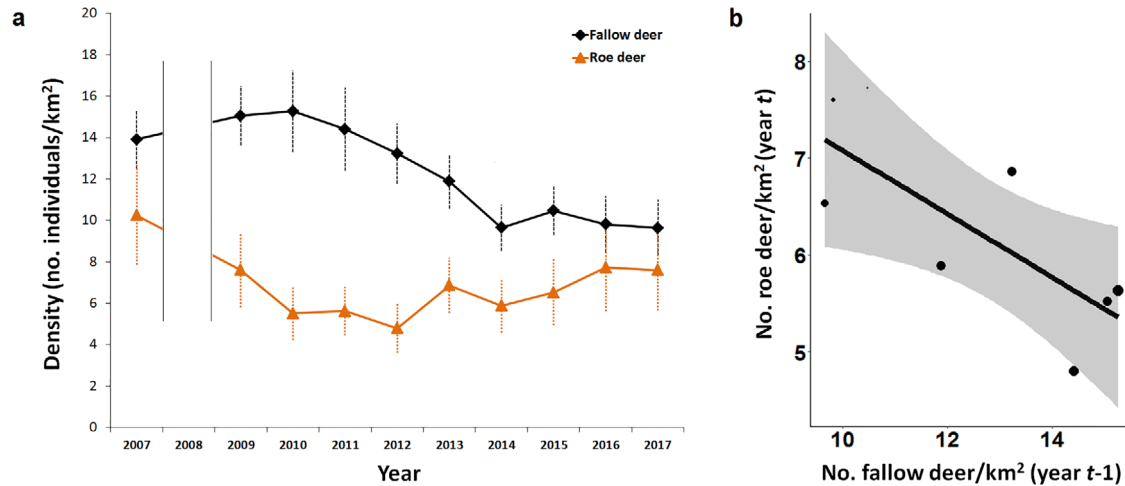 a
20
18
16
14
12
10
8
6
4
2
0
Density (no. individuals/km²)
Fallow deer
Roe deer
2007 2008 2009 2010 2011 2012 2013 2014 2015 2016 2017
Year
b
8
7
6
5
No. roe deer/km² (year t)
10 12 14
No. fallow deer/km² (year t-1)